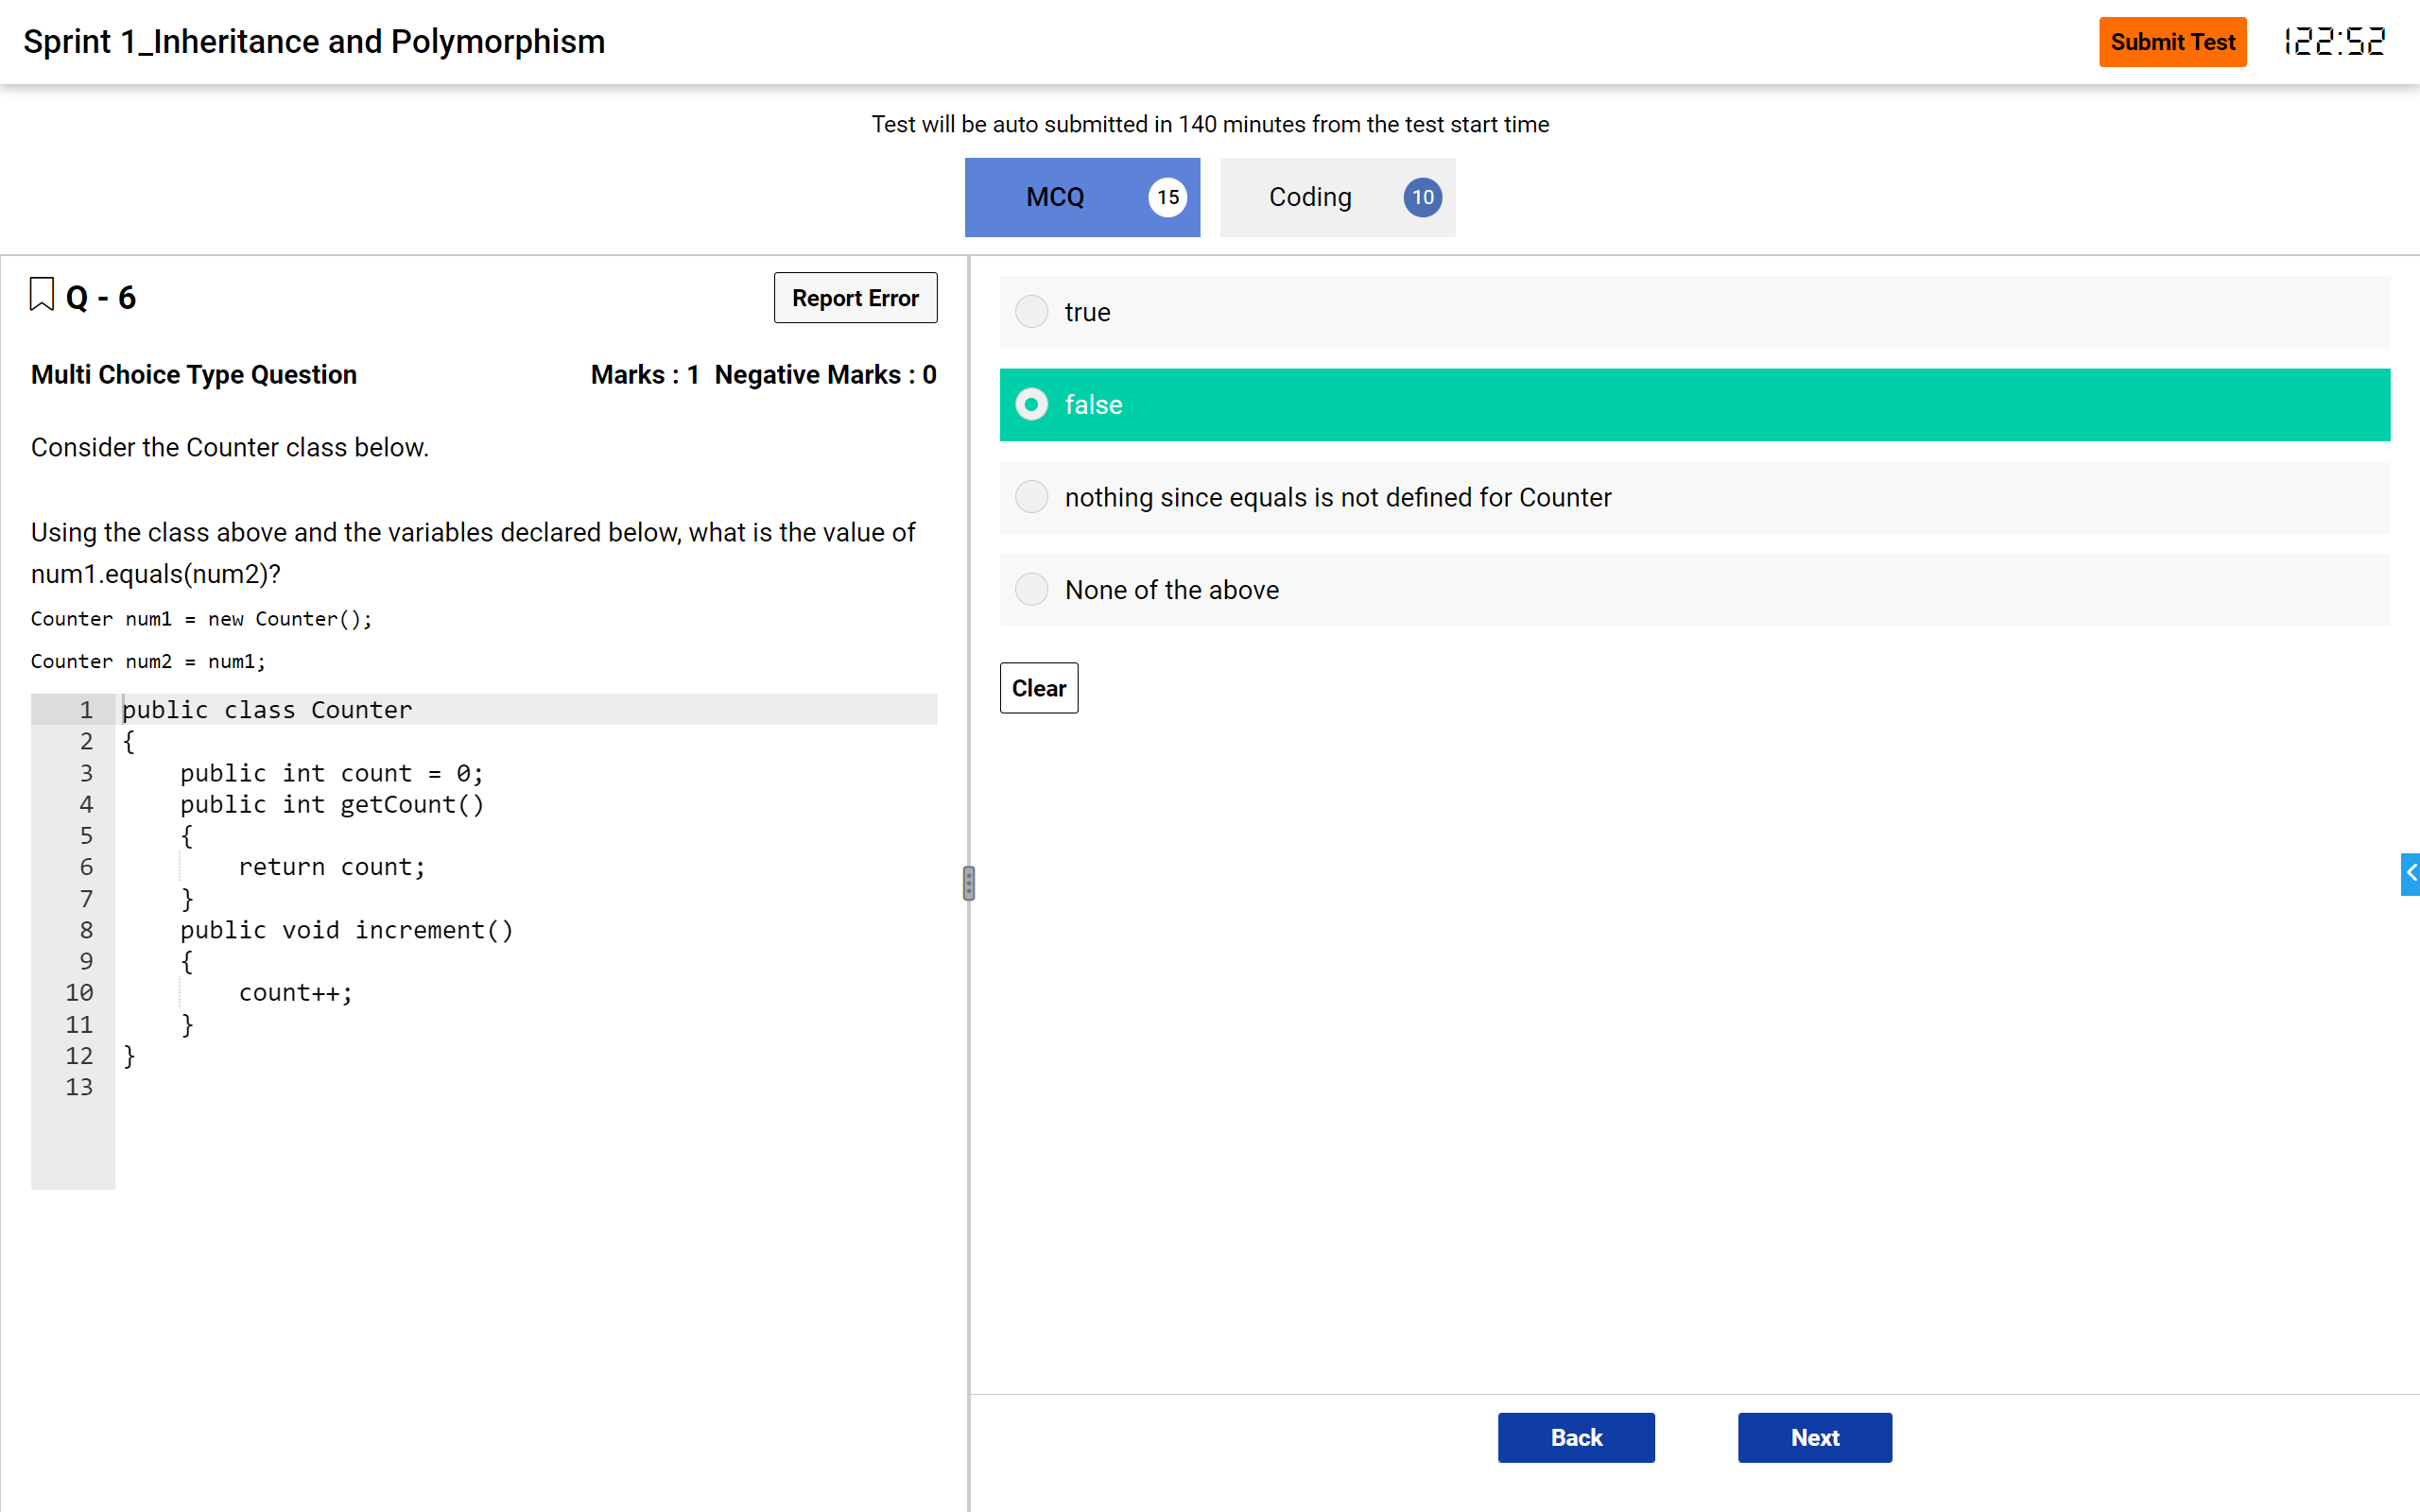 Sprint 1_Inheritance and Polymorphism
Submit Test
122:52
Test will be auto submitted in 140 minutes from the test start time
MCQ 15
Coding 10
Q - 6
Report Error
Multi Choice Type Question
Marks : 1 Negative Marks : 0
Consider the Counter class below.
Using the class above and the variables declared below, what is the value of
num1.equals(num2)?
Counter num1 = new Counter();
Counter num2 = num1;
1 public class Counter
2 {
3     public int count = 0;
4     public int getCount()
5     {
6         return count;
7     }
8     public void increment()
9     {
10         count++;
11     }
12 }
13
true
false
nothing since equals is not defined for Counter
None of the above
Clear
Back
Next